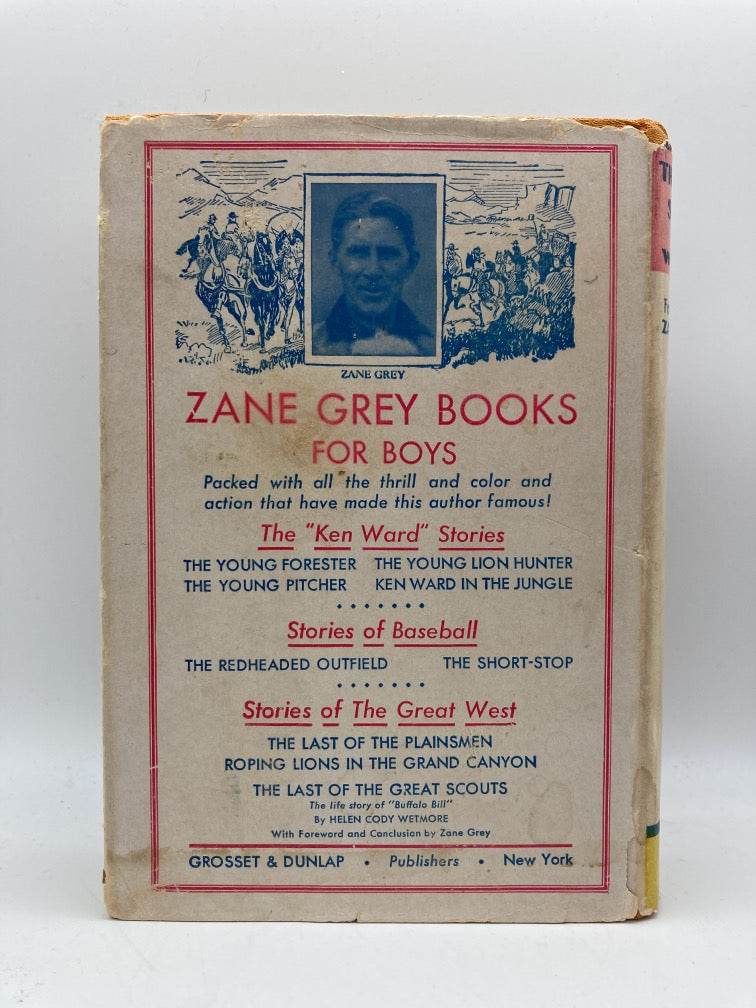 ZANE GREY
ZANE GREY BOOKS
FOR BOYS
Packed with all the thrill and color and
action that have made this author famous!
The "Ken Ward" Stories
THE YOUNG FORESTER THE YOUNG LION HUNTER
THE YOUNG PITCHER KEN WARD IN THE JUNGLE
Stories of Baseball
THE REDHEADED OUTFIELD THE SHORT-STOP
Stories of The Great West
THE LAST OF THE PLAINSMEN
ROPING LIONS IN THE GRAND CANYON
THE LAST OF THE GREAT SCOUTS
The life story of "Buffalo Bill"
By HELEN CODY WETMORE
With Foreword and Conclusion by Zane Grey
GROSSET & DUNLAP • Publishers • New York